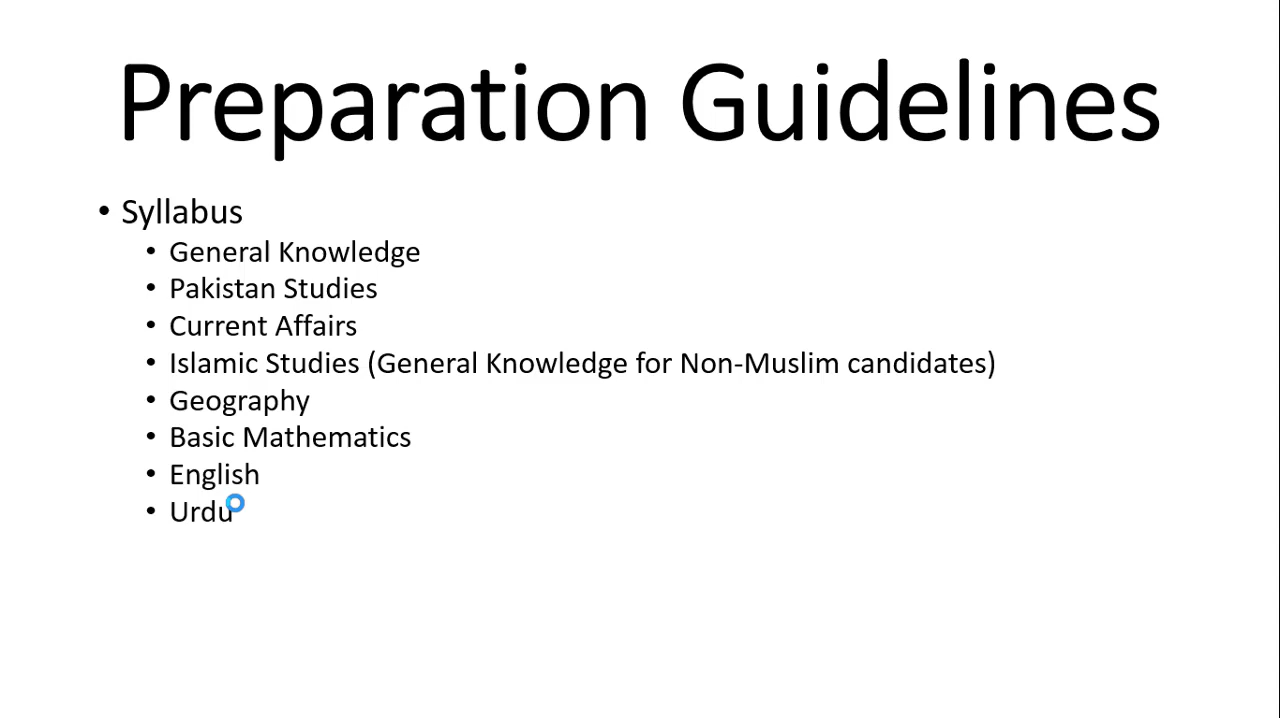 Preparation Guidelines
• Syllabus
• General Knowledge
• Pakistan Studies
• Current Affairs
• Islamic Studies (General Knowledge for Non-Muslim candidates)
• Geography
• Basic Mathematics
• English
• Urdu